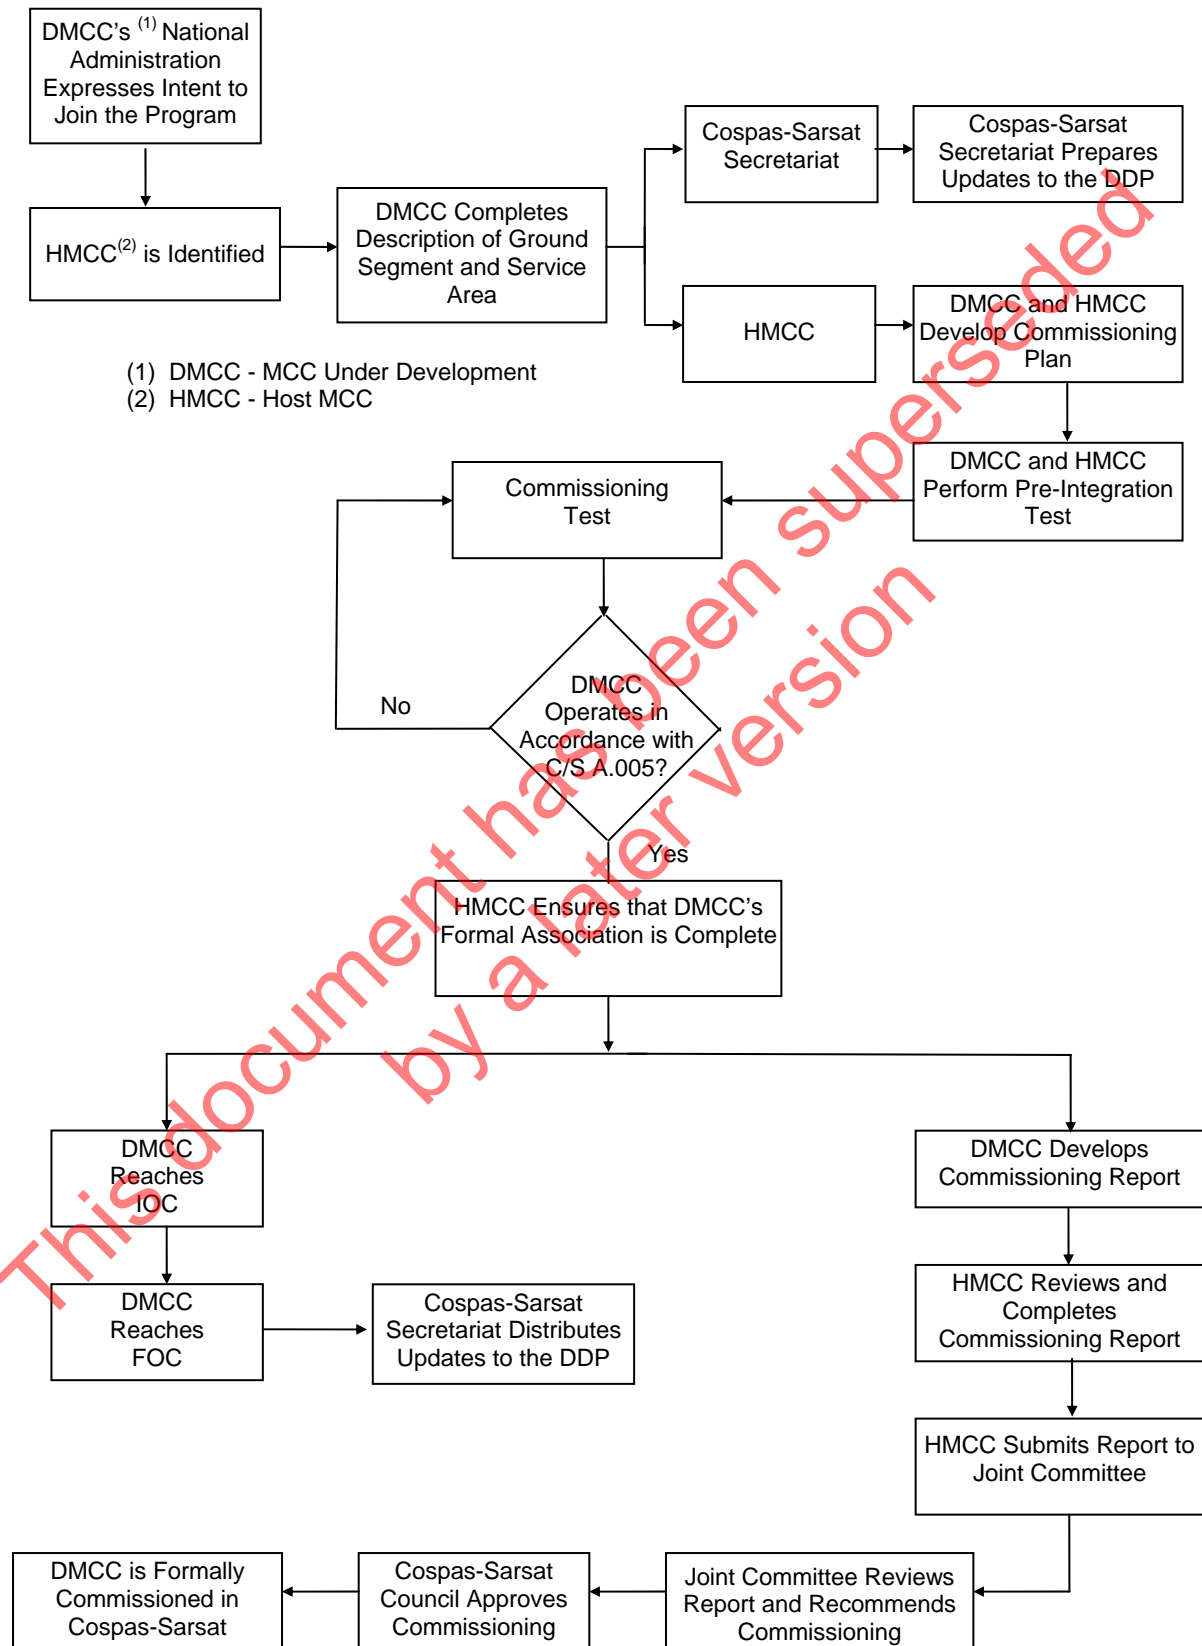 DMCC's (1) National
Administration
Expresses Intent to
Join the Program
HMCC(2) is Identified
DMCC Completes
Description of Ground
Segment and Service
Area
Cospas-Sarsat
Secretariat
Cospas-Sarsat
Secretariat Prepares
Updates to the DDP
HMCC
DMCC and HMCC
Develop Commissioning
Plan
(1) DMCC - MCC Under Development
(2) HMCC - Host MCC
DMCC and HMCC
Perform Pre-Integration
Test
Commissioning
Test
DMCC
Operates in
Accordance with
C/S A.005?
No
Yes
HMCC Ensures that DMCC's
Formal Association is Complete
DMCC
Reaches
IOC
DMCC
Reaches
FOC
Cospas-Sarsat
Secretariat Distributes
Updates to the DDP
DMCC Develops
Commissioning Report
HMCC Reviews and
Completes
Commissioning Report
HMCC Submits Report to
Joint Committee
Joint Committee Reviews
Report and Recommends
Commissioning
Cospas-Sarsat
Council Approves
Commissioning
DMCC is Formally
Commissioned in
Cospas-Sarsat
This document has been superseded
by a later version